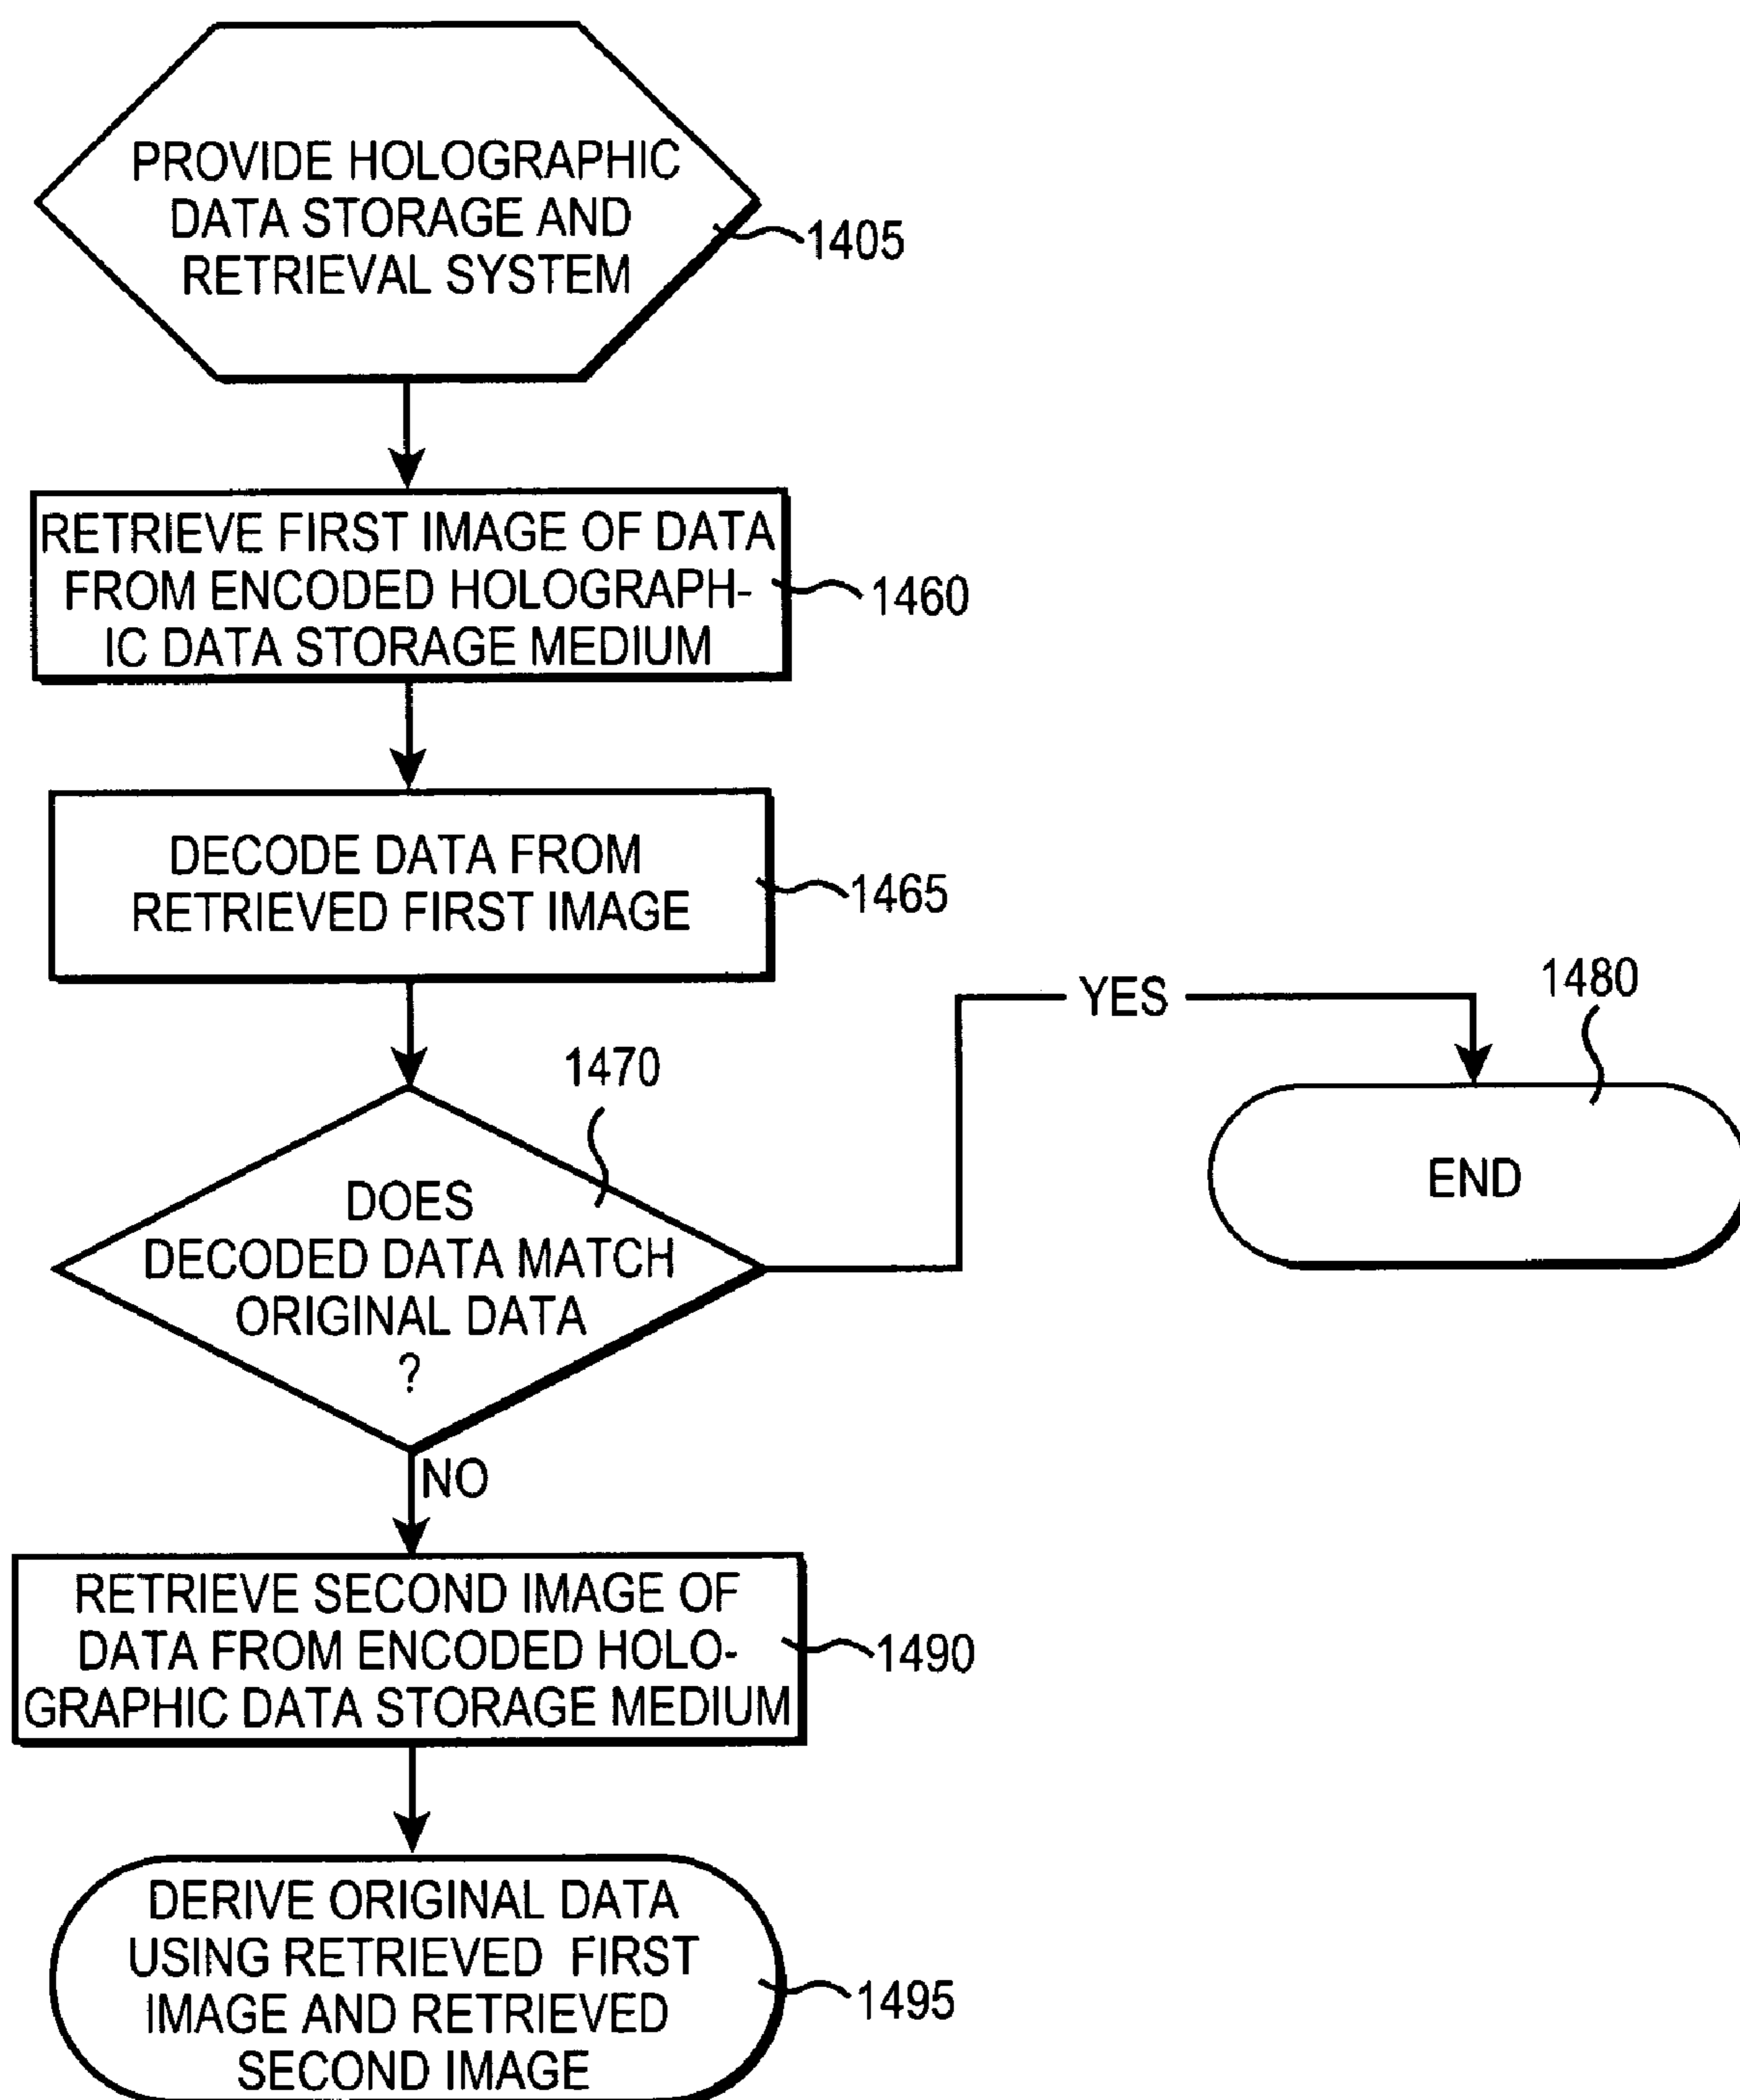 PROVIDE HOLOGRAPHIC
DATA STORAGE AND
RETRIEVAL SYSTEM
1405
RETRIEVE FIRST IMAGE OF DATA
FROM ENCODED HOLOGRAPH-
IC DATA STORAGE MEDIUM
1460
DECODE DATA FROM
RETRIEVED FIRST IMAGE
1465
1470
DOES
DECODED DATA MATCH
ORIGINAL DATA
?
YES
1480
END
NO
RETRIEVE SECOND IMAGE OF
DATA FROM ENCODED HOLO-
GRAPHIC DATA STORAGE MEDIUM
1490
DERIVE ORIGINAL DATA
USING RETRIEVED FIRST
IMAGE AND RETRIEVED
SECOND IMAGE
1495